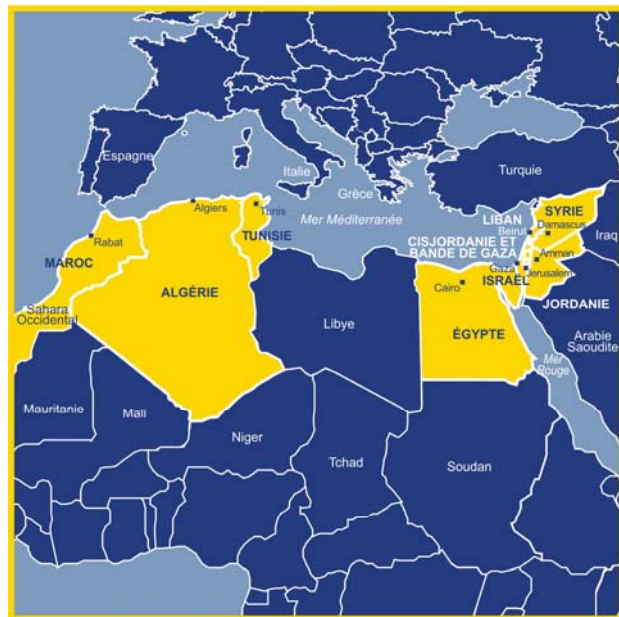 Espagne
Italie
Turquie
Grèce
Algiers
Tunis
Mer Méditerranée
LIBAN
SYRIE
Beirut
Damascus
Rabat
TUNISIE
CISJORDANIE ET
BANDE DE GAZA
Iraq
MAROC
Gaza
Amman
Jerusalem
ISRAËL
Cairo
ALGÉRIE
Sahara
Occidental
JORDANIE
Libye
ÉGYPTE
Arabie
Saoudite
Mer
Rouge
Mauritanie
Mali
Niger
Tchad
Soudan